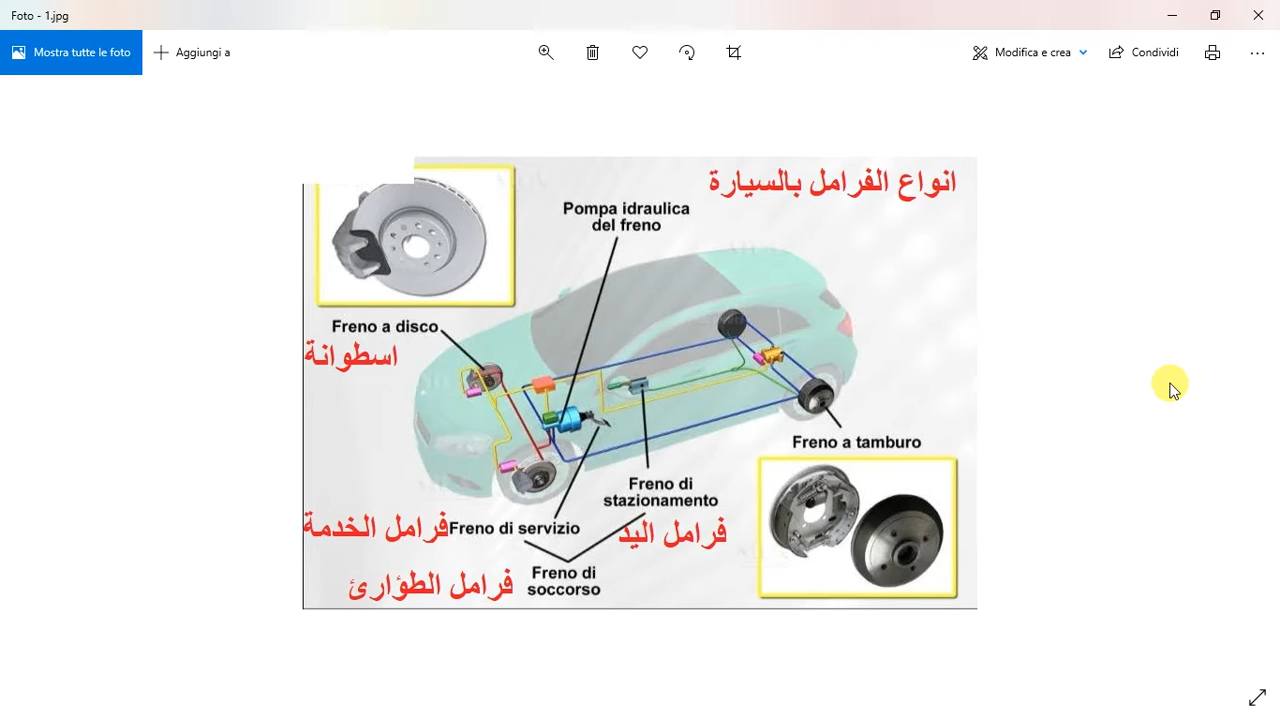 Foto - 1.jpg
Mostra tutte le foto
Aggiungi a
Modifica e crea
Condividi
انواع الفرامل بالسيارة
Pompa idraulica
del freno
Freno a disco
اسطوانة
Freno a tamburo
Freno di
stazionamento
فرامل الخدمة
Freno di servizio
فرامل اليد
Freno di
soccorso
فرامل الطؤارئ